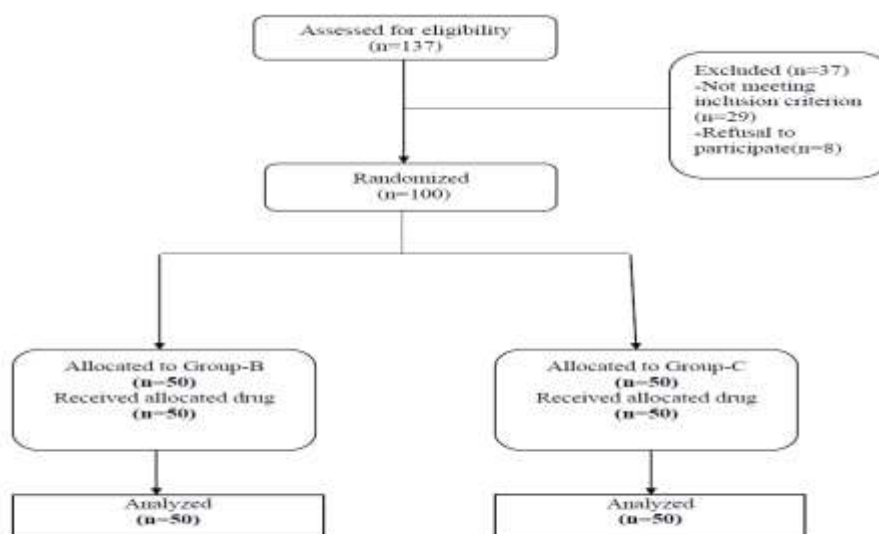 Assessed for eligibility
(n=137)
Excluded (n=37)
-Not meeting
inclusion criterion
(n=29)
-Refusal to
participate(n=8)
Randomized
(n=100)
Allocated to Group-B
(n=50)
Received allocated drug
(n=50)
Allocated to Group-C
(n=50)
Received allocated drug
(n=50)
Analyzed
(n=50)
Analyzed
(n=50)